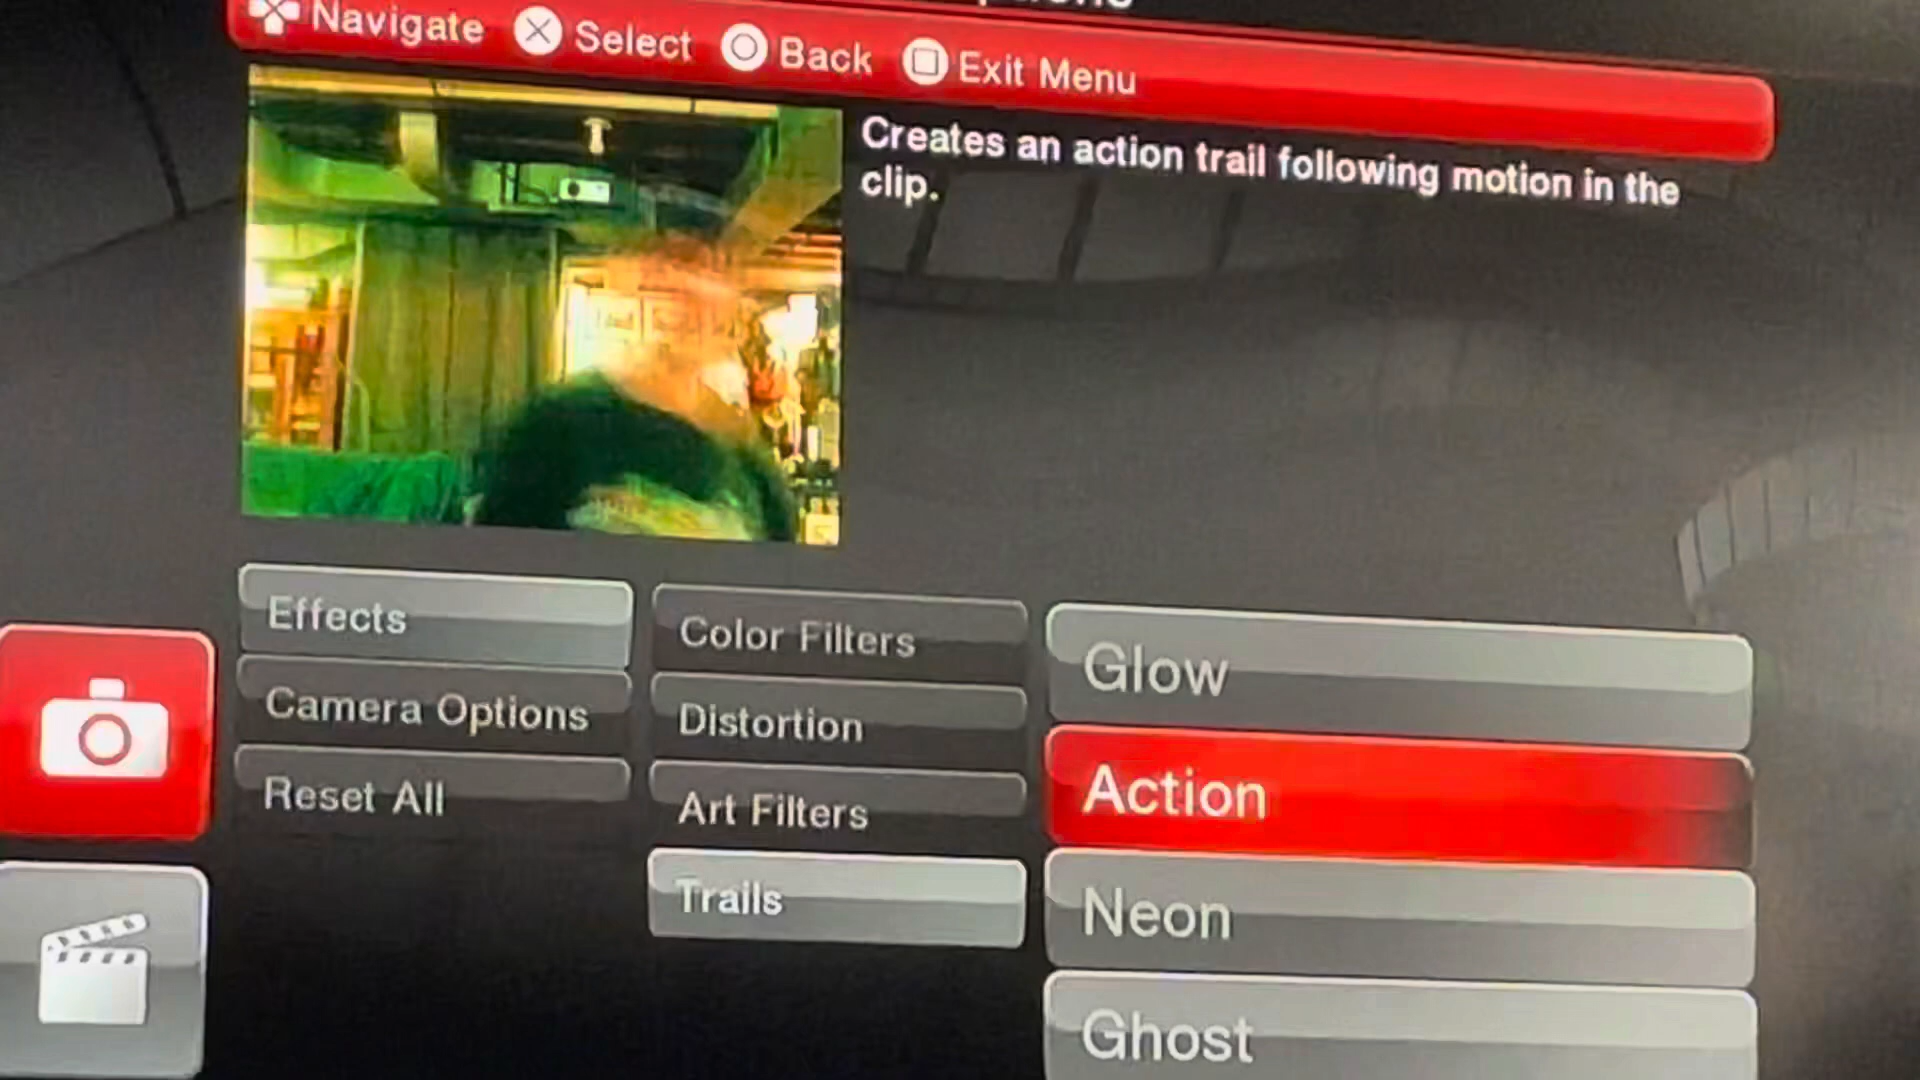 Navigate Select Back Exit Menu
Creates an action trail following motion in the
clip.
Effects
Camera Options
Reset All
Color Filters
Distortion
Art Filters
Trails
Glow
Action
Neon
Ghost